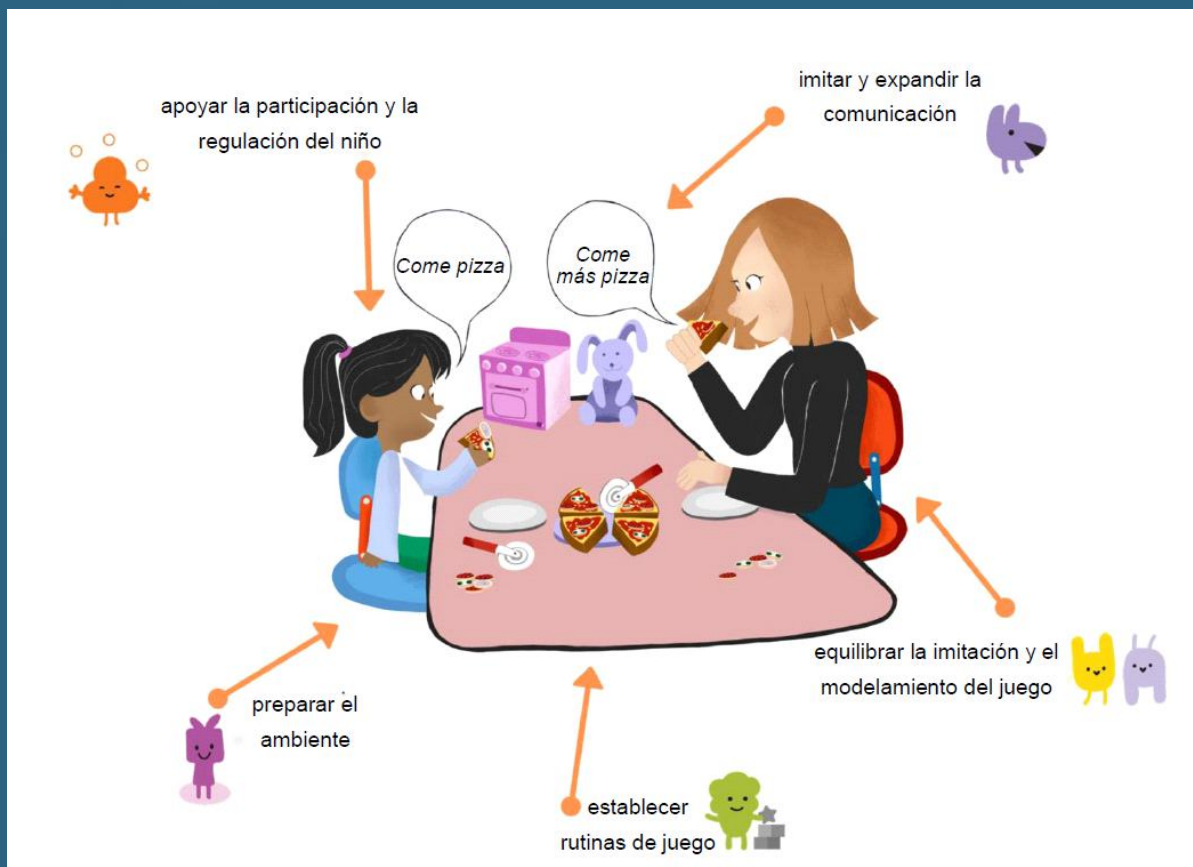 imitar y expandir la
comunicación
apoyar la participación y la
regulación del niño
Come pizza
Come
más pizza
equilibrar la imitación y el
modelamiento del juego
preparar el
ambiente
establecer
rutinas de juego